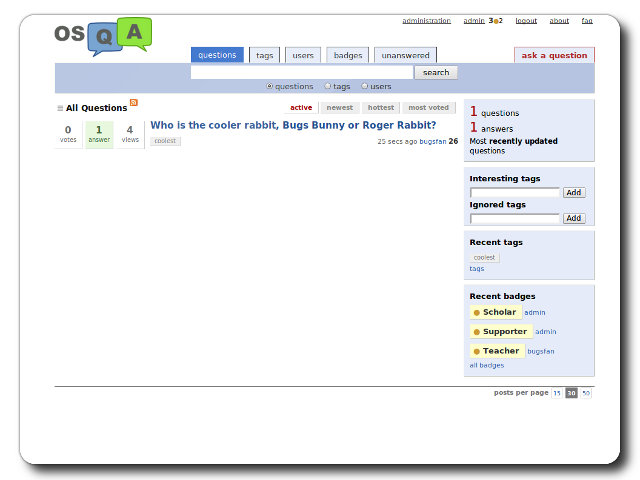 OS QA
administration admin 3 2 logout about faq
questions tags users badges unanswered ask a question
search
questions tags users
All Questions
active newest hottest most voted
0 votes
1 answer
4 views
Who is the cooler rabbit, Bugs Bunny or Roger Rabbit?
coolest
25 secs ago bugsfan 26
1 questions
1 answers
Most recently updated
questions
Interesting tags
Add
Ignored tags
Add
Recent tags
coolest
tags
Recent badges
Scholar admin
Supporter admin
Teacher bugsfan
all badges
posts per page 15 30 50